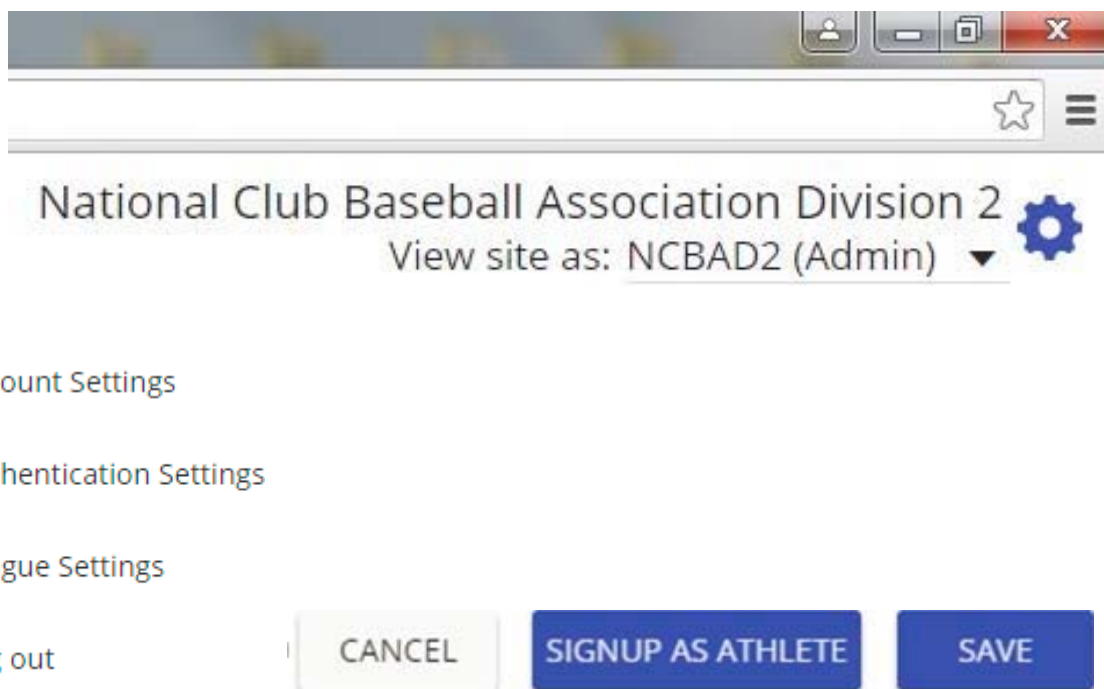 National Club Baseball Association Division 2
View site as: NCBAD2 (Admin)
ount Settings
hentication Settings
gue Settings
out
CANCEL
SIGNUP AS ATHLETE
SAVE